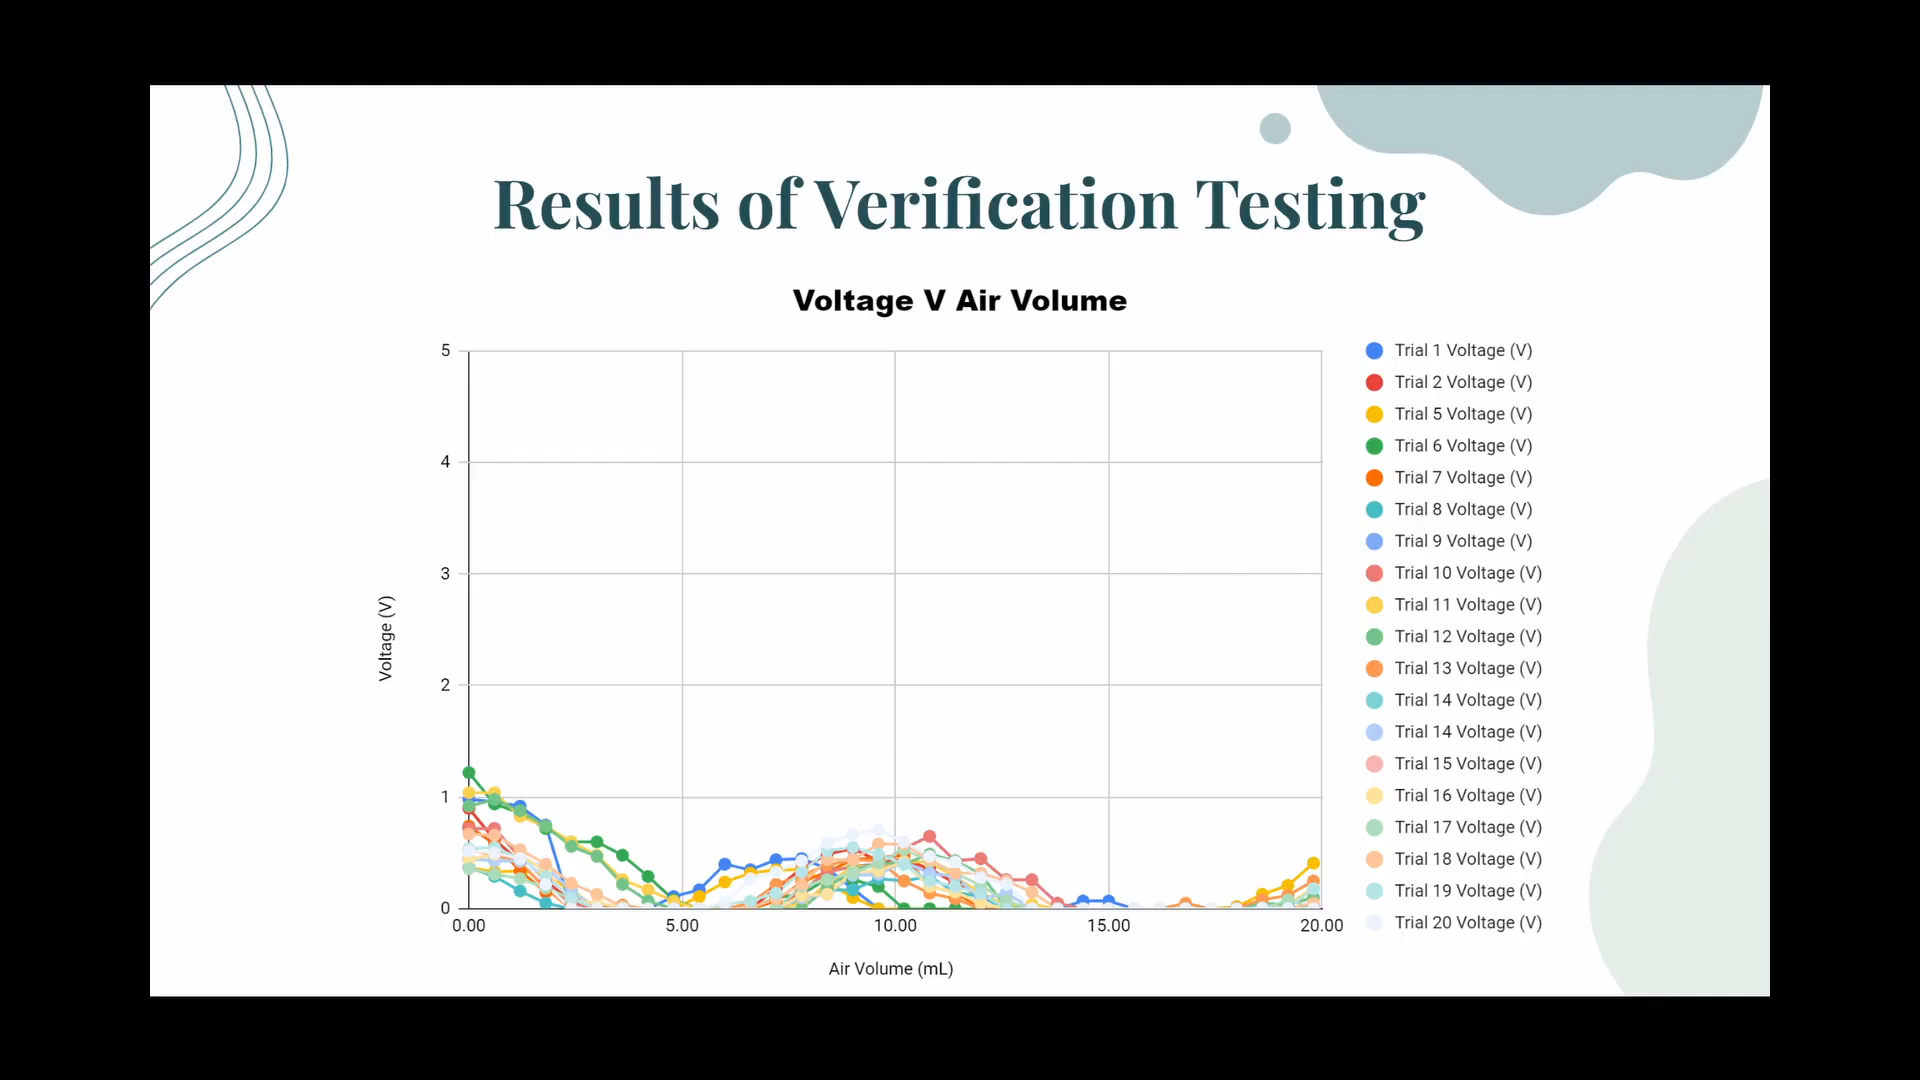 Results of Verification Testing
Voltage V Air Volume
5
4
3
2
1
0
Voltage (V)
0.00
5.00
10.00
15.00
20.00
Air Volume (mL)
Trial 1 Voltage (V)
Trial 2 Voltage (V)
Trial 5 Voltage (V)
Trial 6 Voltage (V)
Trial 7 Voltage (V)
Trial 8 Voltage (V)
Trial 9 Voltage (V)
Trial 10 Voltage (V)
Trial 11 Voltage (V)
Trial 12 Voltage (V)
Trial 13 Voltage (V)
Trial 14 Voltage (V)
Trial 14 Voltage (V)
Trial 15 Voltage (V)
Trial 16 Voltage (V)
Trial 17 Voltage (V)
Trial 18 Voltage (V)
Trial 19 Voltage (V)
Trial 20 Voltage (V)